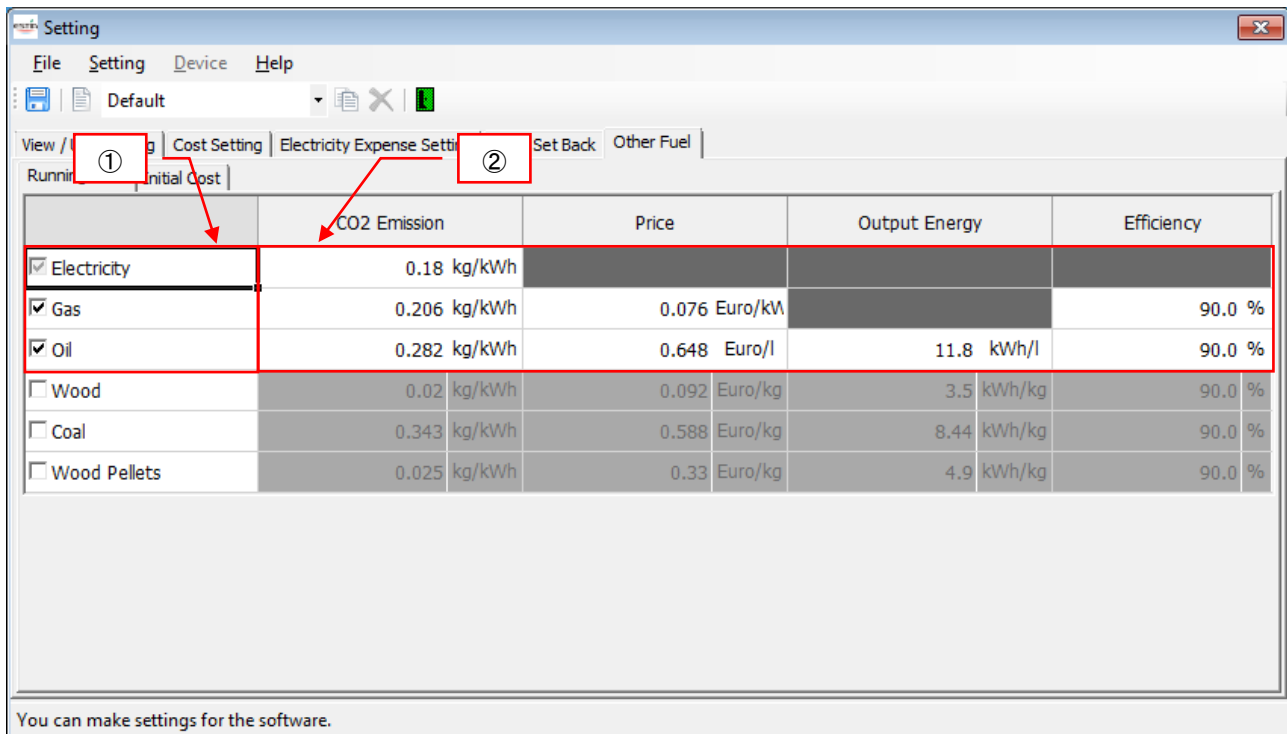 Setting
File Setting Device Help
Default
View / Cost Setting Electricity Expense Set Back Other Fuel
①
②
Initial Cost
CO2 Emission Price Output Energy Efficiency
Electricity 0.18 kg/kWh
Gas 0.206 kg/kWh 0.076 Euro/kW 90.0 %
Oil 0.282 kg/kWh 0.648 Euro/l 11.8 kWh/l 90.0 %
Wood 0.02 kg/kWh 0.092 Euro/kg 3.5 kWh/kg 90.0 %
Coal 0.343 kg/kWh 0.588 Euro/kg 8.44 kWh/kg 90.0 %
Wood Pellets 0.025 kg/kWh 0.33 Euro/kg 4.9 kWh/kg 90.0 %
You can make settings for the software.